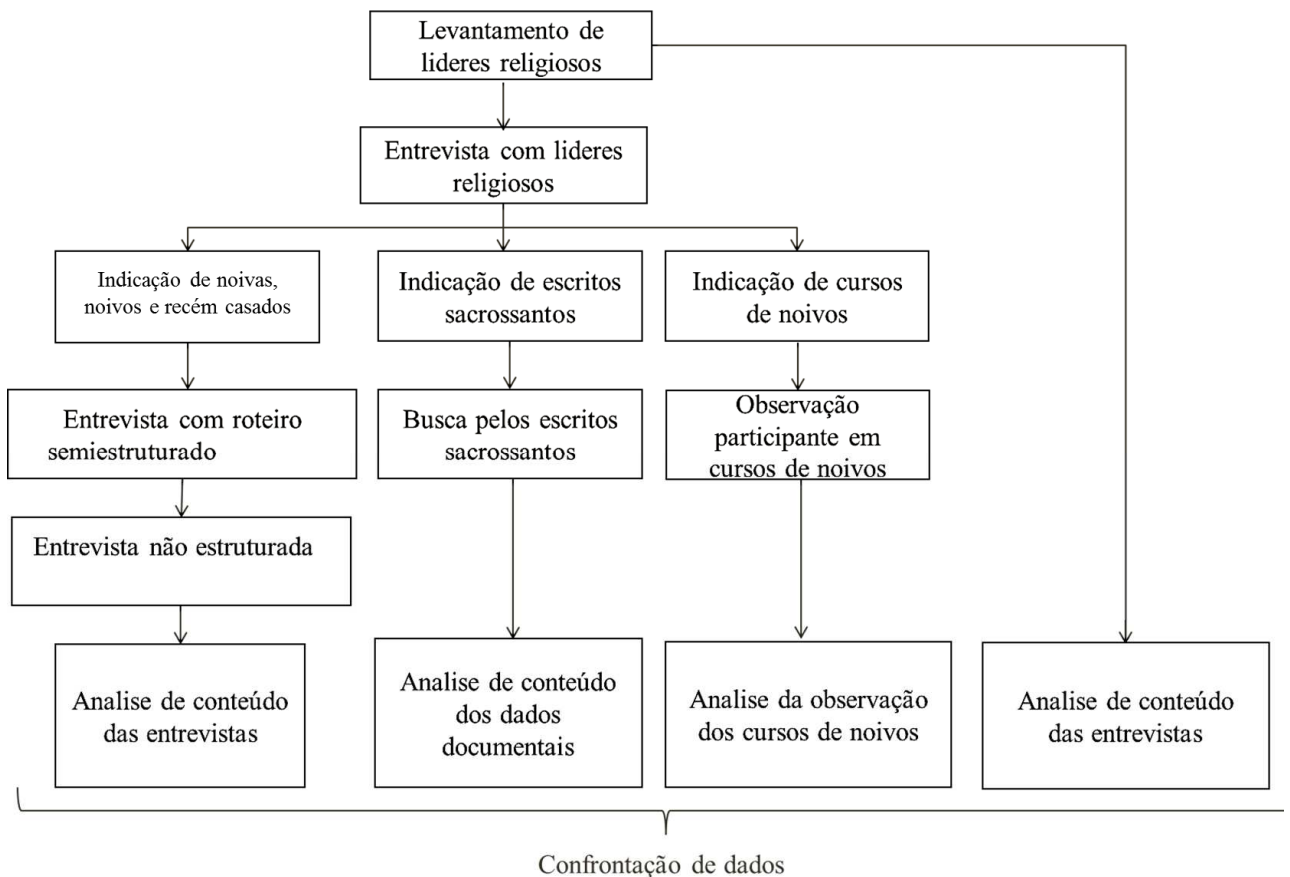 Levantamento de
lideres religiosos
Entrevista com lideres
religiosos
Indicação de noivas,
noivos e recém casados
Indicação de escritos
sacrossantos
Indicação de cursos
de noivos
Entrevista com roteiro
semiestruturado
Busca pelos escritos
sacrossantos
Observação
participante em
cursos de noivos
Entrevista não estruturada
Analise de conteúdo
das entrevistas
Analise de conteúdo
dos dados
documentais
Analise da observação
dos cursos de noivos
Analise de conteúdo
das entrevistas
Confrontação de dados